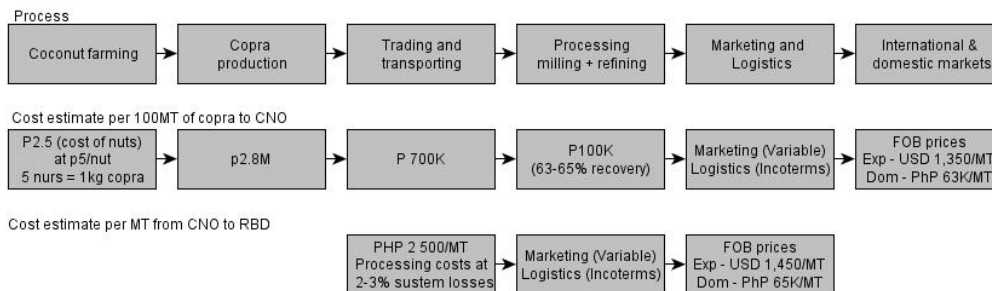 Process
Coconut farming
Copra
production
Trading and
transporting
Processing
milling + refining
Marketing and
Logistics
International &
domestic markets
Cost estimate per 100MT of copra to CNO
P2.5 (cost of nuts)
at p5/nut
5 nurs = 1kg copra
p2.8M
P 700K
P100K
(63-65% recovery)
Marketing (Variable)
Logistics (Incoterms)
FOB prices
Exp - USD 1,350/MT
Dom - PhP 63K/MT
Cost estimate per MT from CNO to RBD
PHP 2 500/MT
Processing costs at
2-3% sustem losses
Marketing (Variable)
Logistics (Incoterms)
FOB prices
Exp - USD 1,450/MT
Dom - PhP 65K/MT